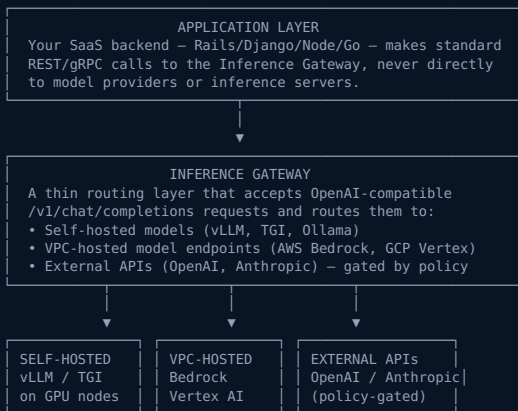 APPLICATION LAYER
Your SaaS backend — Rails/Django/Node/Go — makes standard
REST/gRPC calls to the Inference Gateway, never directly
to model providers or inference servers.
INFERENCE GATEWAY
A thin routing layer that accepts OpenAI-compatible
/v1/chat/completions requests and routes them to:
• Self-hosted models (vLLM, TGI, Ollama)
• VPC-hosted model endpoints (AWS Bedrock, GCP Vertex)
• External APIs (OpenAI, Anthropic) — gated by policy
SELF-HOSTED
vLLM / TGI
on GPU nodes
VPC-HOSTED
Bedrock
Vertex AI
EXTERNAL APIs
OpenAI / Anthropic
(policy-gated)